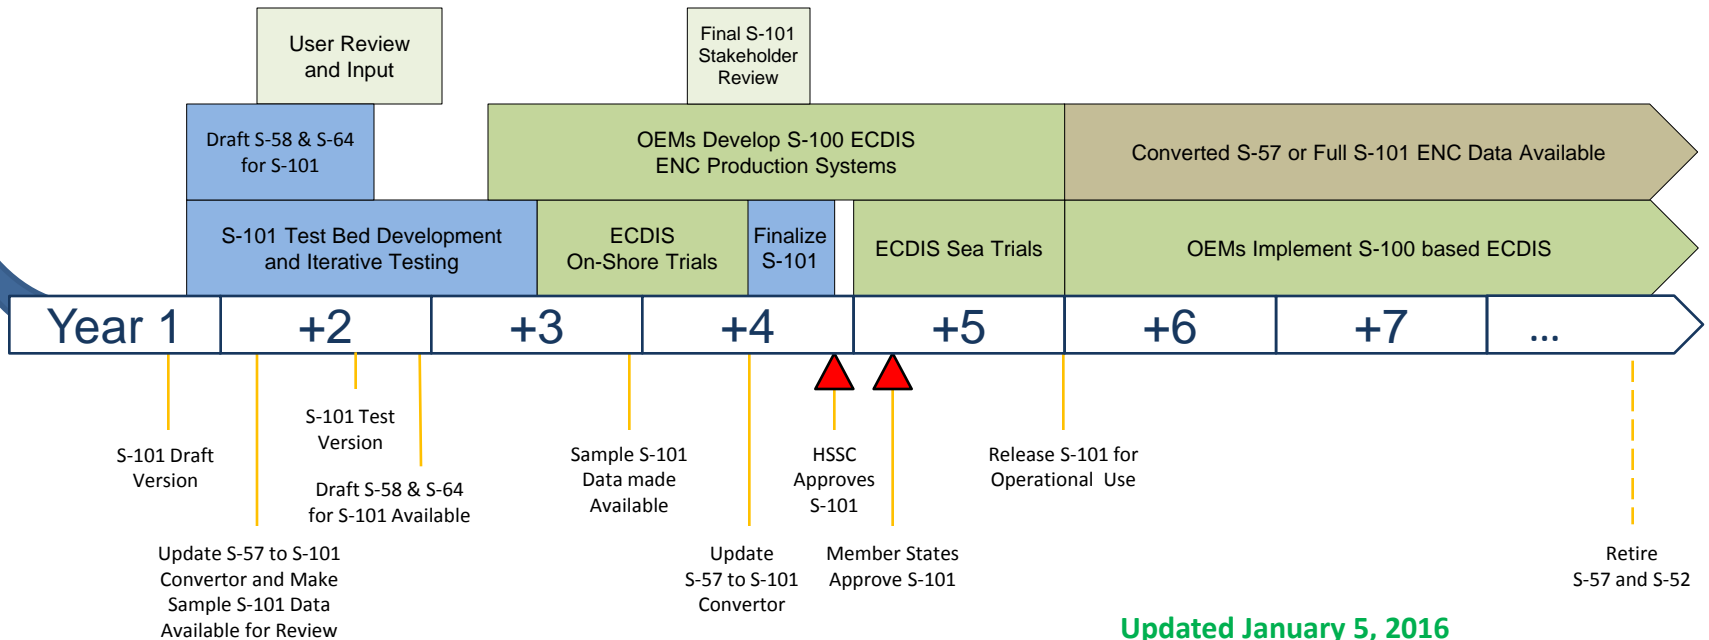 User Review
and Input
Final S-101
Stakeholder
Review
Draft S-58 & S-64
for S-101
OEMs Develop S-100 ECDIS
ENC Production Systems
Converted S-57 or Full S-101 ENC Data Available
S-101 Test Bed Development
and Iterative Testing
ECDIS
On-Shore Trials
Finalize
S-101
ECDIS Sea Trials
OEMs Implement S-100 based ECDIS
Year 1
+2
+3
+4
+5
+6
+7
...
S-101 Draft
Version
Update S-57 to S-101
Convertor and Make
Sample S-101 Data
Available for Review
S-101 Test
Version
Draft S-58 & S-64
for S-101 Available
Sample S-101
Data made
Available
Update
S-57 to S-101
Convertor
HSSC
Approves
S-101
Member States
Approve S-101
Release S-101 for
Operational Use
Retire
S-57 and S-52
Updated January 5, 2016